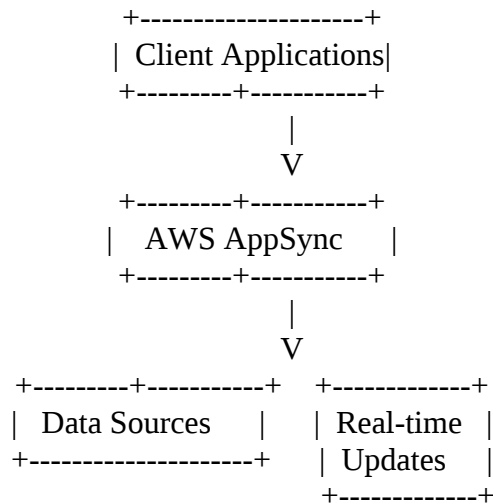 +---------------------+
| Client Applications|
+---------+-----------+
|
V
+---------+-----------+
| AWS AppSync |
+---------+-----------+
|
V
+---------+-----------+ +-------------+
| Data Sources | | Real-time |
+---------------------+ | Updates |
+-------------+